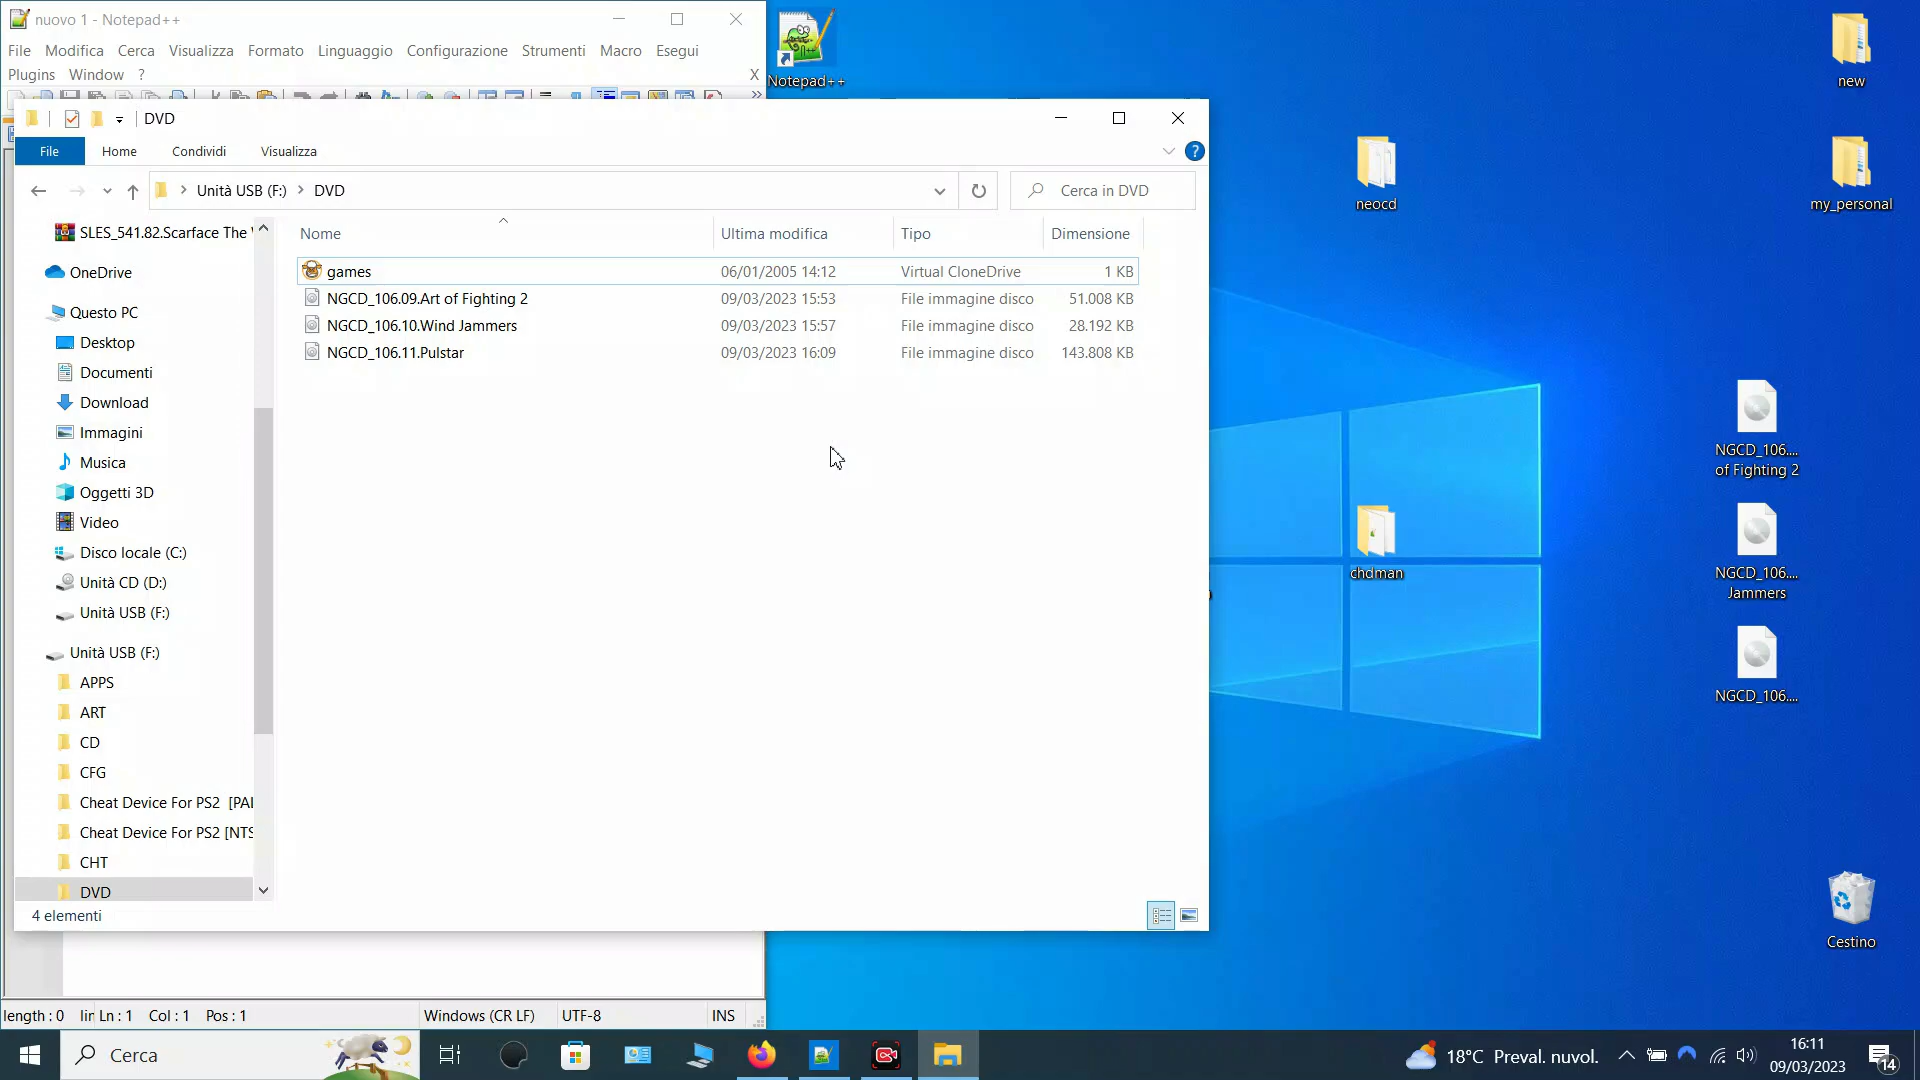 nuovo 1 - Notepad++
File Modifica Cerca Visualizza Formato Linguaggio Configurazione Strumenti Macro Esegui
Plugins Window ? X
Notepad++
new
DVD
File Home Condividi Visualizza
neocd
my_personal
Unità USB (F:) DVD
Cerca in DVD
Nome Ultima modifica Tipo Dimensione
games 06/01/2005 14:12 Virtual CloneDrive 1 KB
NGCD_106.09.Art of Fighting 2 09/03/2023 15:53 File immagine disco 51.008 KB
NGCD_106.10.Wind Jammers 09/03/2023 15:57 File immagine disco 28.192 KB
NGCD_106.11.Pulstar 09/03/2023 16:09 File immagine disco 143.808 KB
SLES_541.82.Scarface The
OneDrive
Questo PC
Desktop
Documenti
Download
Immagini
Musica
Oggetti 3D
Video
Disco locale (C:)
Unità CD (D:)
Unità USB (F:)
Unità USB (F:)
APPS
ART
CD
CFG
Cheat Device For PS2 [PAL
Cheat Device For PS2 [NTS
CHT
DVD
4 elementi
NGCD_106....
of Fighting 2
chdman
NGCD_106....
Jammers
NGCD_106....
Cestino
length : 0 lin Ln : 1 Col : 1 Pos : 1 Windows (CR LF) UTF-8 INS
Cerca
18°C Preval. nuvol.
16:11
09/03/2023
14